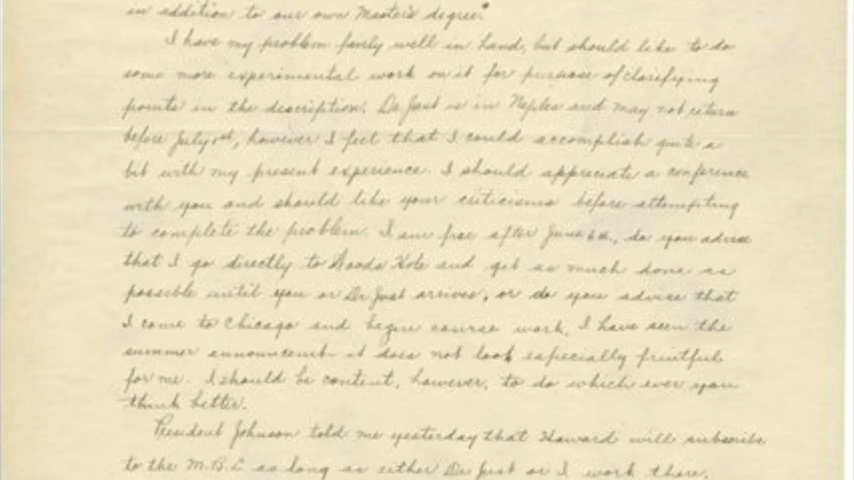 in addition to our own Master's degree."
I have my problem fairly well in hand, but should like to do
some more experimental work on it for purpose of clarefying
points in the description. Dr Just is in Naples and may not return
before July 1st, however I feel that I could accomplish quite a
bit with my present experience. I should appreciate a conference
with you and should like your criticisms before attempting
to complete the problem. I am free after June 6th, do you advise
that I go directly to Woods Hole and get as much done as
possible until you or Dr Just arrives, or do you advise that
I come to Chicago and begin course work. I have seen the
summer announcmt it does not look especially fruitful
for me. I should be content, however, to do which ever you
think better.
President Johnson told me yesterday that Howard will subscribe
to the M.B.L as long as either Dr Just or I work there.